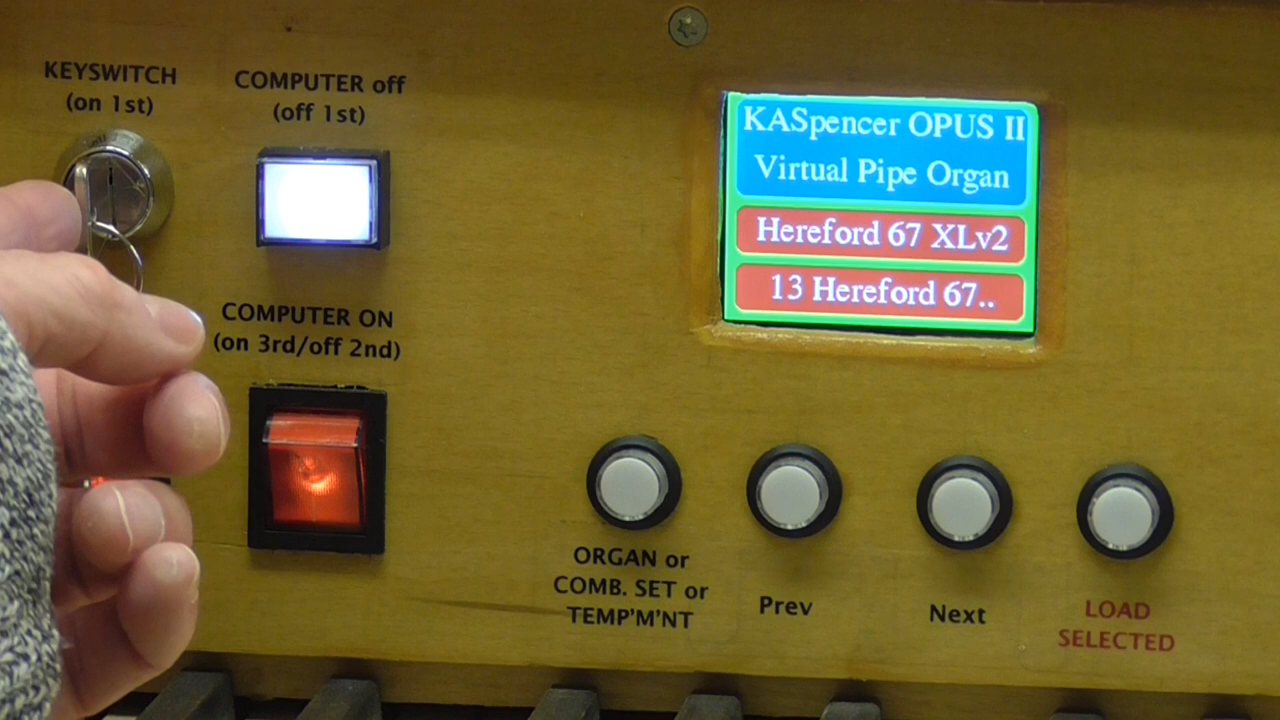 KEYSWITCH
(on 1st)
COMPUTER off
(off 1st)
COMPUTER ON
(on 3rd/off 2nd)
KASpencer OPUS II
Virtual Pipe Organ
Hereford 67 XLv2
13 Hereford 67..
ORGAN or
COMB. SET or
TEMP'M'NT
Prev
Next
LOAD
SELECTED